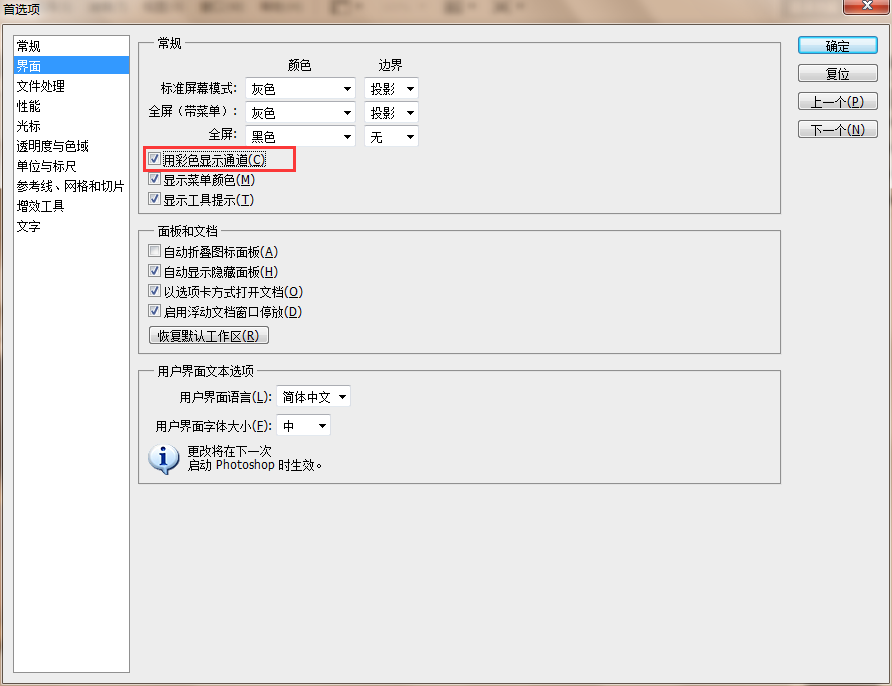 首选项
常规
界面
文件处理
性能
光标
透明度与色域
单位与标尺
参考线、网格和切片
增效工具
文字
常规
颜色 边界
标准屏幕模式: 灰色 投影
全屏（带菜单）: 灰色 投影
全屏: 黑色 无
用彩色显示通道(C)
显示菜单颜色(M)
显示工具提示(T)
面板和文档
自动折叠图标面板(A)
自动显示隐藏面板(H)
以选项卡方式打开文档(O)
启用浮动文档窗口停放(D)
恢复默认工作区(R)
用户界面文本选项
用户界面语言(L): 简体中文
用户界面字体大小(F): 中
更改将在下一次
启动 Photoshop 时生效。
确定
复位
上一个(P)
下一个(N)